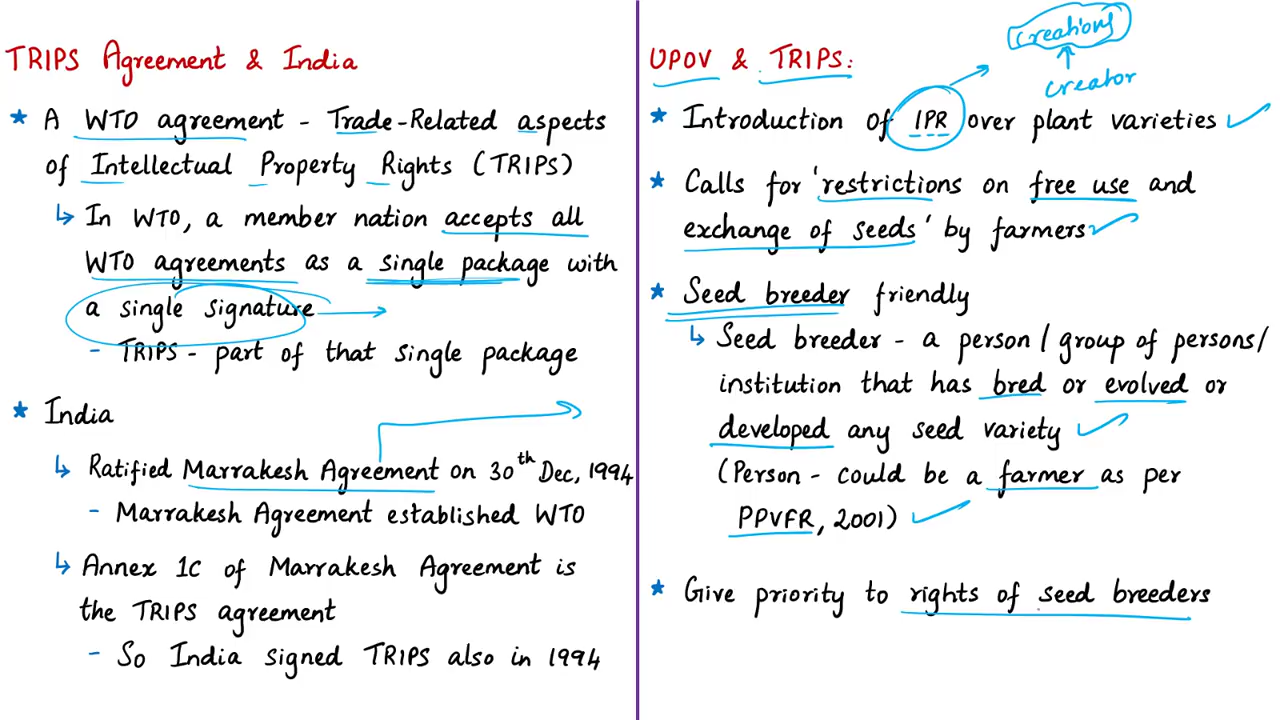 TRIPS Agreement & India
* A WTO agreement - Trade-Related aspects
of Intellectual Property Rights (TRIPS)
↳ In WTO, a member nation accepts all
WTO agreements as a single package with
a single signature →
- TRIPS - part of that single package
* India
↳ Ratified Marrakesh Agreement on 30th Dec, 1994
- Marrakesh Agreement established WTO
↳ Annex 1C of Marrakesh Agreement is
the TRIPS agreement
- So India signed TRIPS also in 1994
creations
creator
UPOV & TRIPS:
* Introduction of IPR over plant varieties ✓
* Calls for 'restrictions on free use and
exchange of seeds' by farmers ✓
* Seed breeder friendly
↳ Seed breeder - a person/group of persons/
institution that has bred or evolved or
developed any seed variety ✓
(Person - could be a farmer as per
PPVFR, 2001) ✓
* Give priority to rights of seed breeders